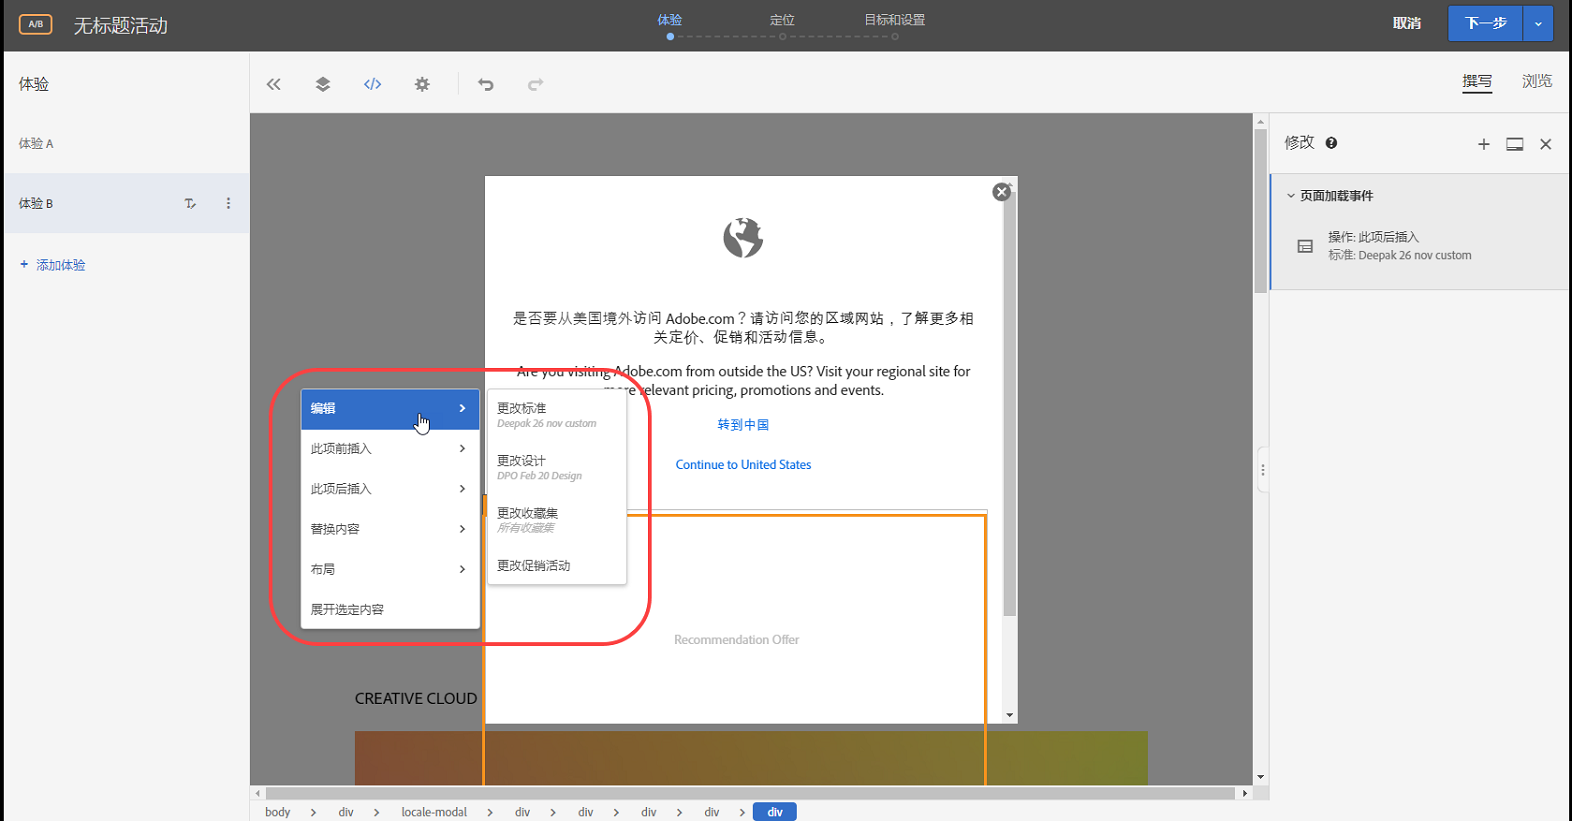 A/B 无标题活动
体验 定位 目标和设置
取消 下一步
体验
撰写 浏览
体验 A
体验 B
+ 添加体验
修改
页面加载事件
操作: 此项后插入
标准: Deepak 26 nov custom
是否要从美国境外访问 Adobe.com？请访问您的区域网站，了解更多相
关定价、促销和活动信息。
Are you visiting Adobe.com from outside the US? Visit your regional site for
more relevant pricing, promotions and events.
转到中国
Continue to United States
编辑
此项前插入
此项后插入
替换内容
布局
展开选定内容
更改标准
Deepak 26 nov custom
更改设计
DPO Feb 20 Design
更改收藏集
所有收藏集
更改促销活动
Recommendation Offer
CREATIVE CLOUD
body > div > locale-modal > div > div > div > div > div